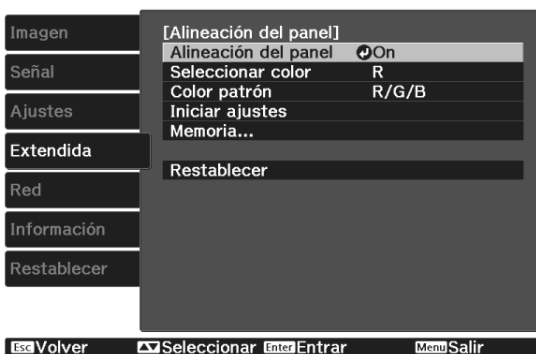 Imagen
Señal
Ajustes
Extendida
Red
Información
Restablecer
[Alineación del panel]
Alineación del panel On
Seleccionar color R
Color patrón R/G/B
Iniciar ajustes
Memoria...
Restablecer
Esc Volver Seleccionar Enter Entrar Menu Salir